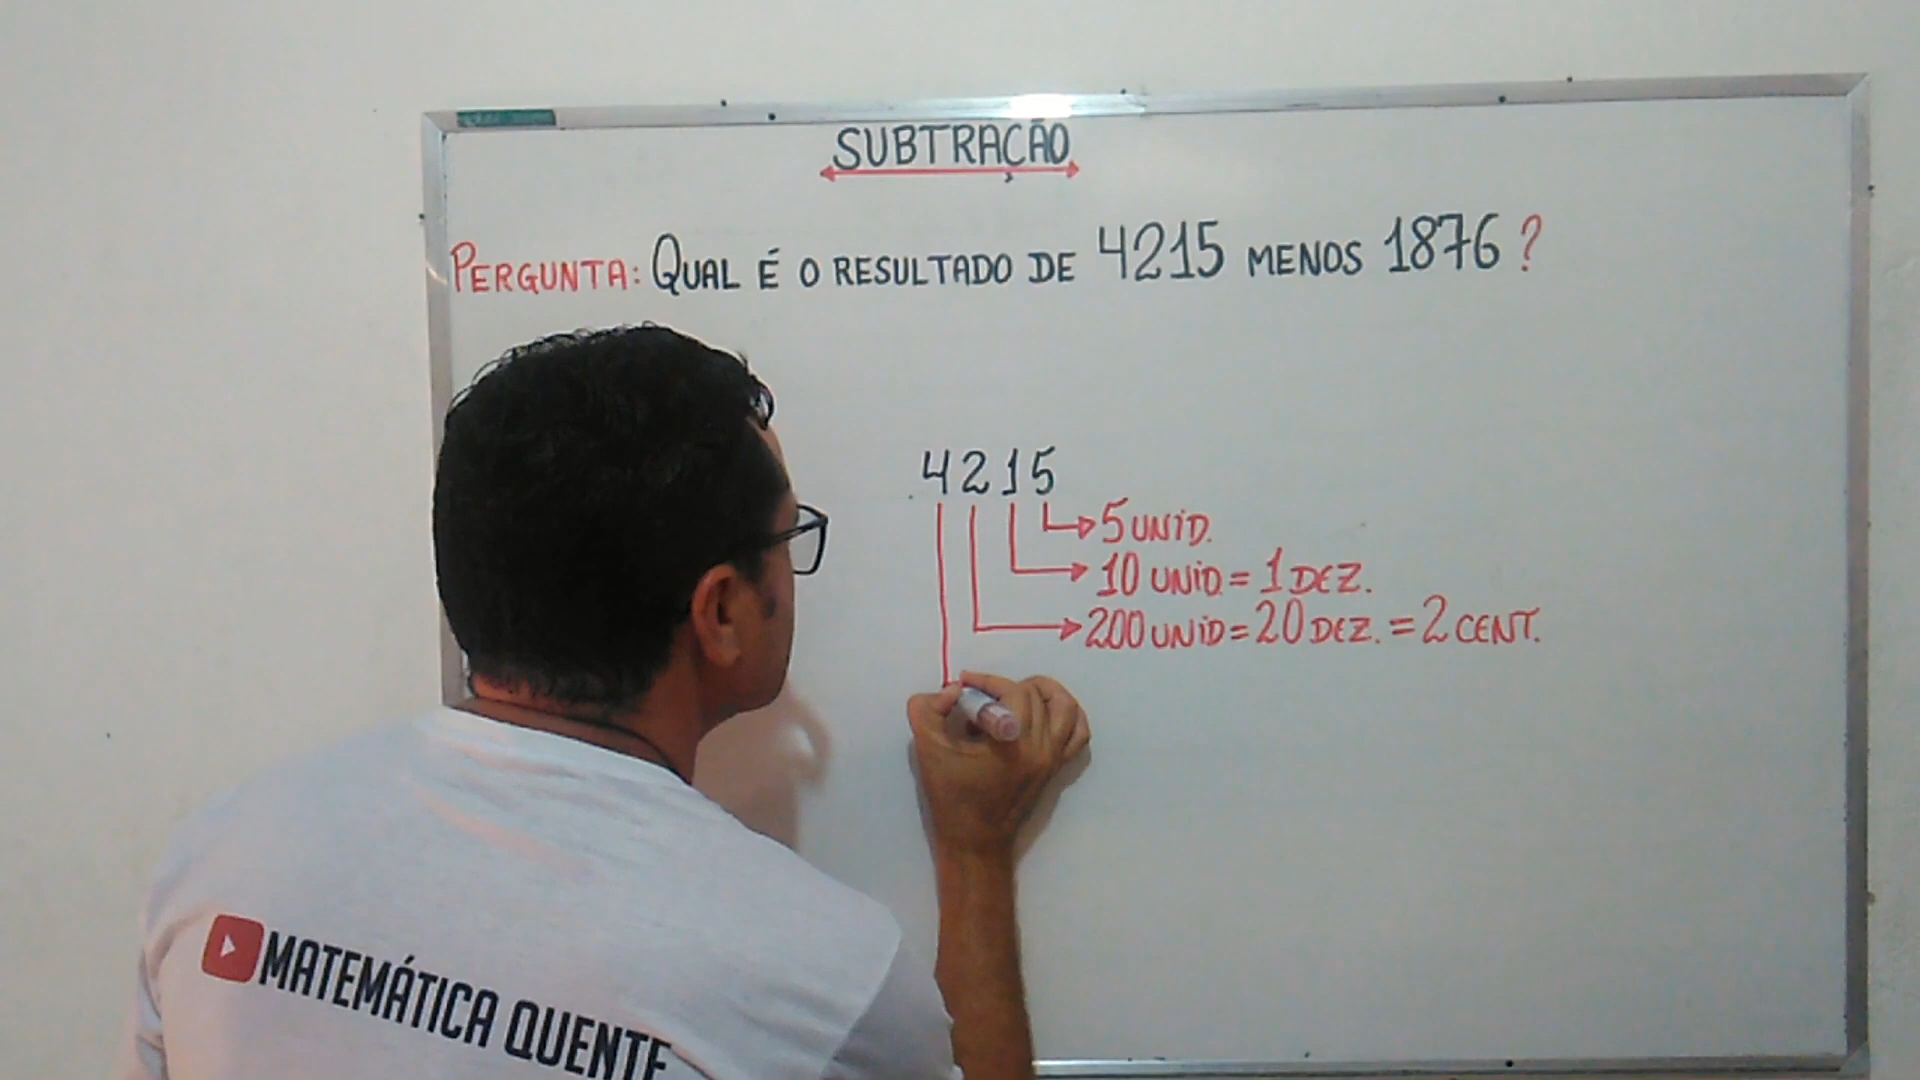 SUBTRAÇÃO
PERGUNTA: QUAL É O RESULTADO DE 4215 MENOS 1876?
4215
5 UNID.
10 UNID = 1 DEZ.
200 UNID = 20 DEZ. = 2 CENT.
MATEMÁTICA QUENTE